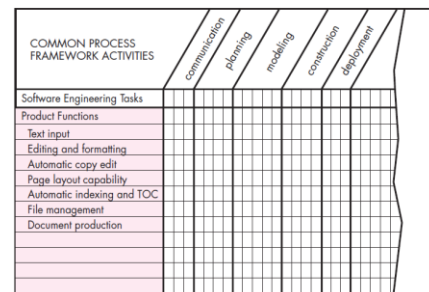 COMMON PROCESS
FRAMEWORK ACTIVITIES
communication
planning
modeling
construction
deployment
Software Engineering Tasks
Product Functions
Text input
Editing and formatting
Automatic copy edit
Page layout capability
Automatic indexing and TOC
File management
Document production